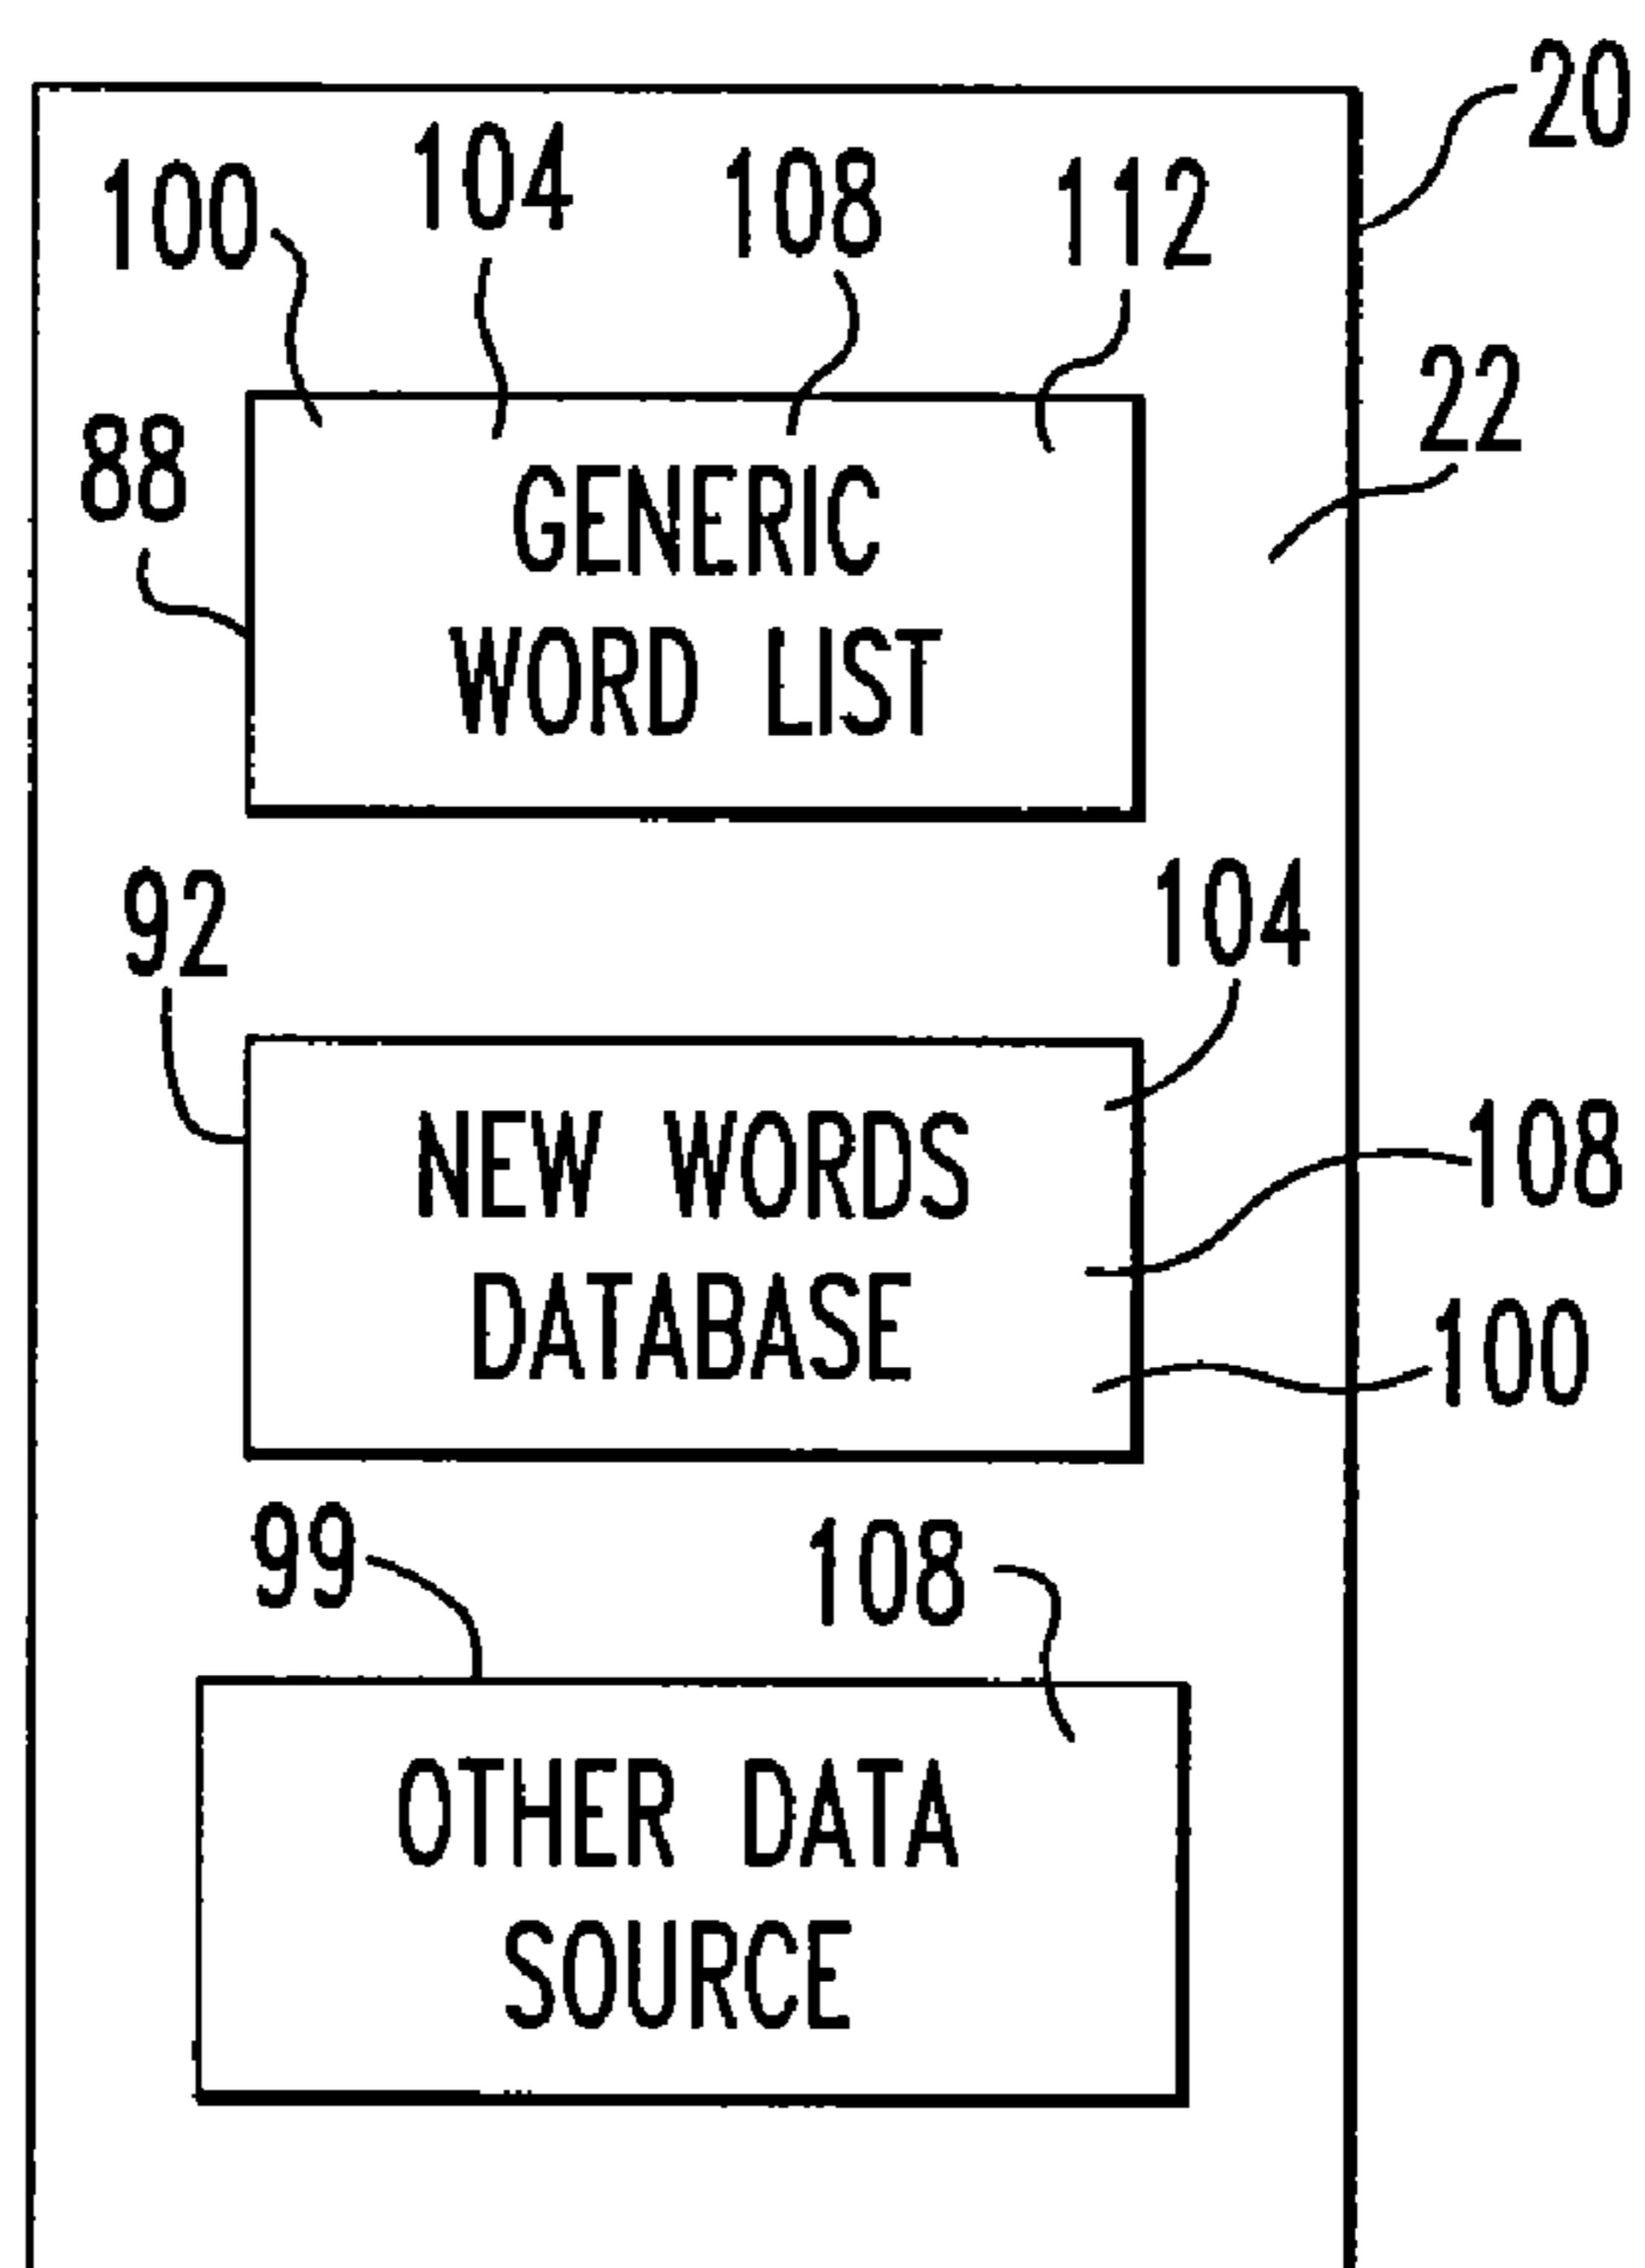 20
100 104 108 112
22
88
GENERIC
WORD LIST
92
104
NEW WORDS
DATABASE
108
100
99
108
OTHER DATA
SOURCE